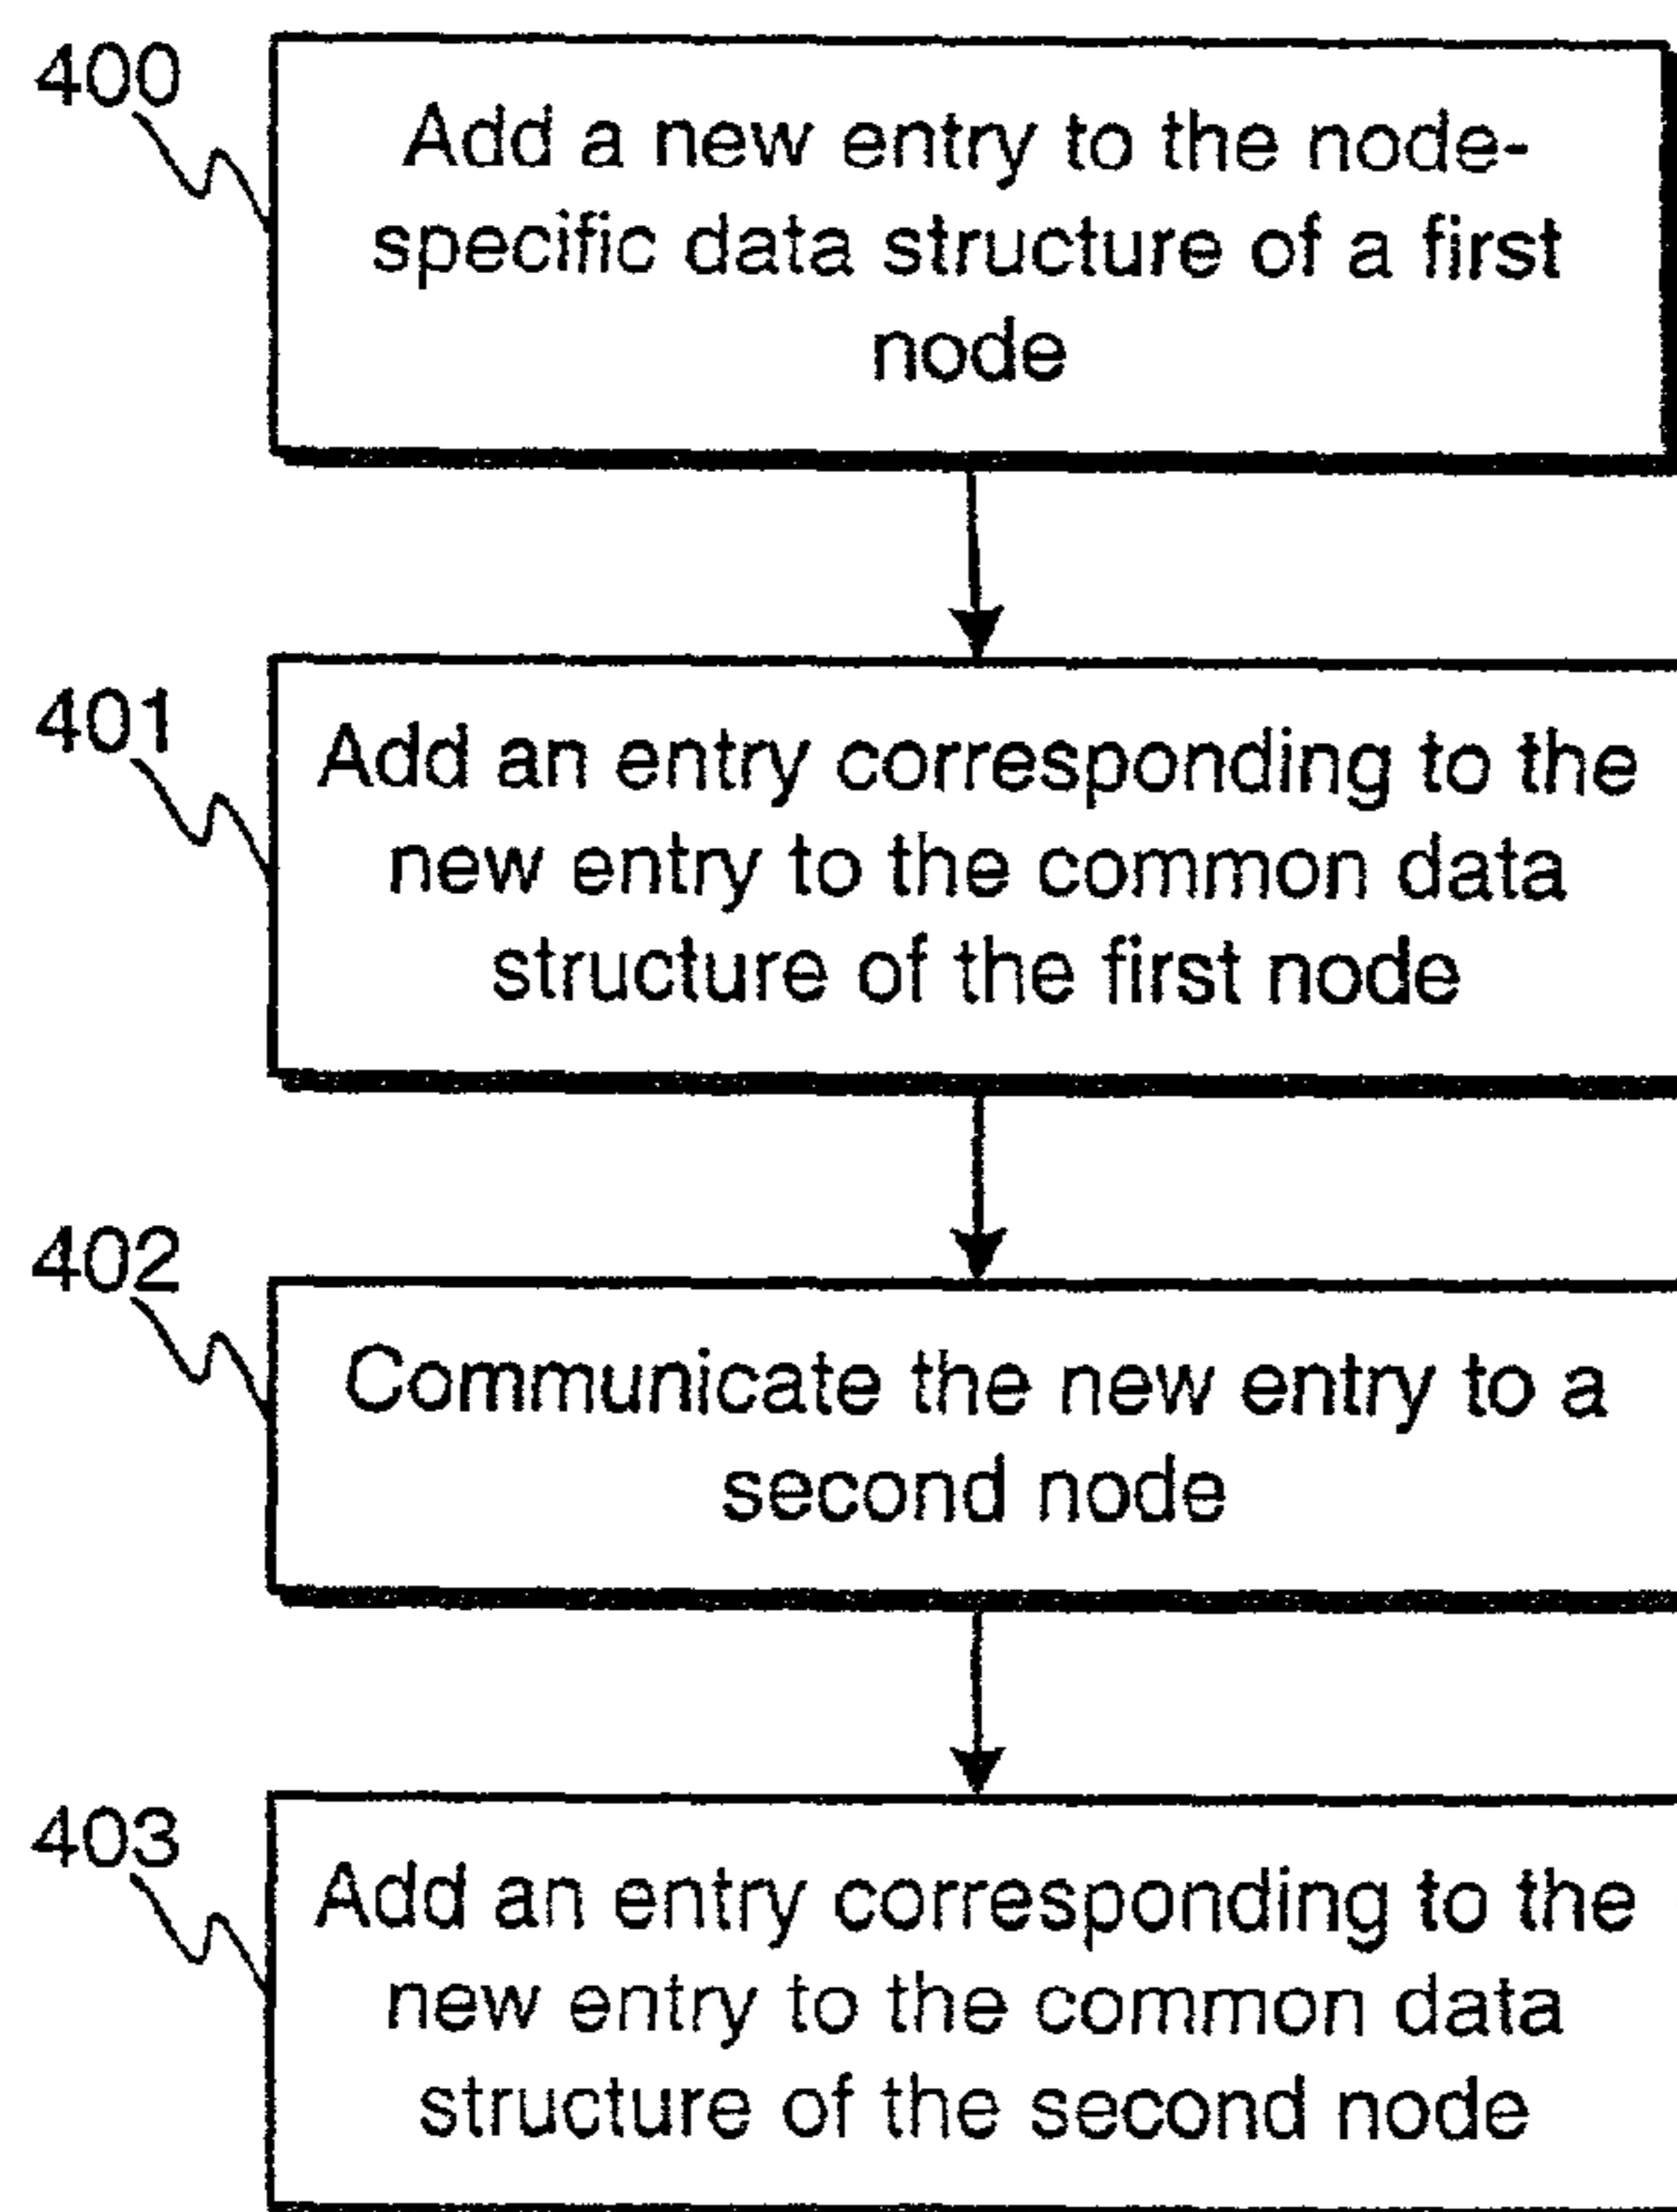 400
Add a new entry to the node-
specific data structure of a first
node
401
Add an entry corresponding to the
new entry to the common data
structure of the first node
402
Communicate the new entry to a
second node
403
Add an entry corresponding to the
new entry to the common data
structure of the second node